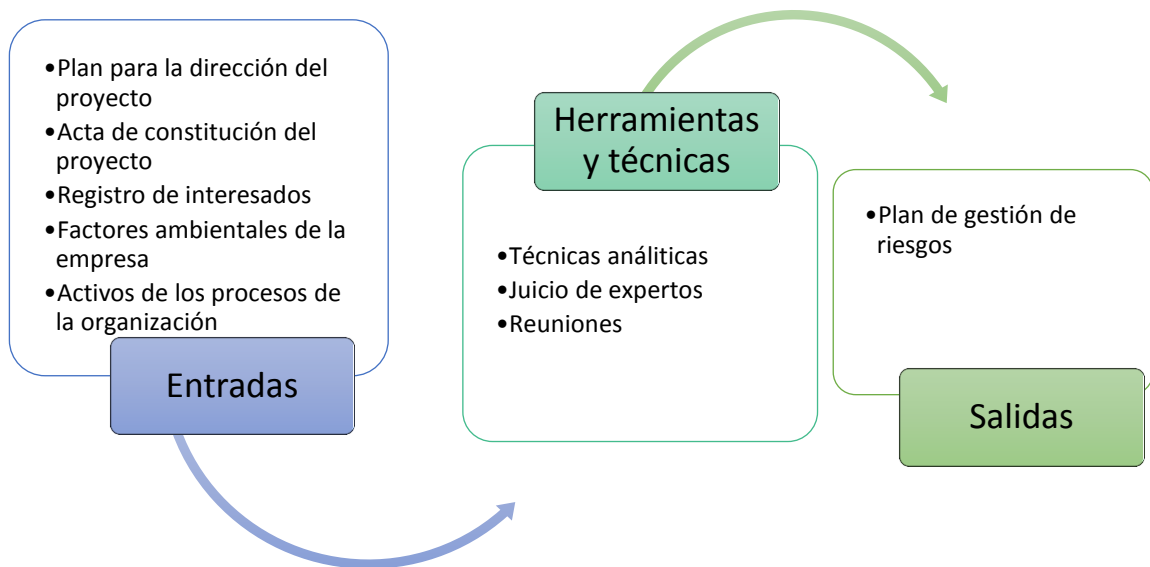 •Plan para la dirección del
proyecto
•Acta de constitución del
proyecto
•Registro de interesados
•Factores ambientales de la
empresa
•Activos de los procesos de
la organización
Entradas
Herramientas
y técnicas
•Técnicas análiticas
•Juicio de expertos
•Reuniones
•Plan de gestión de
riesgos
Salidas